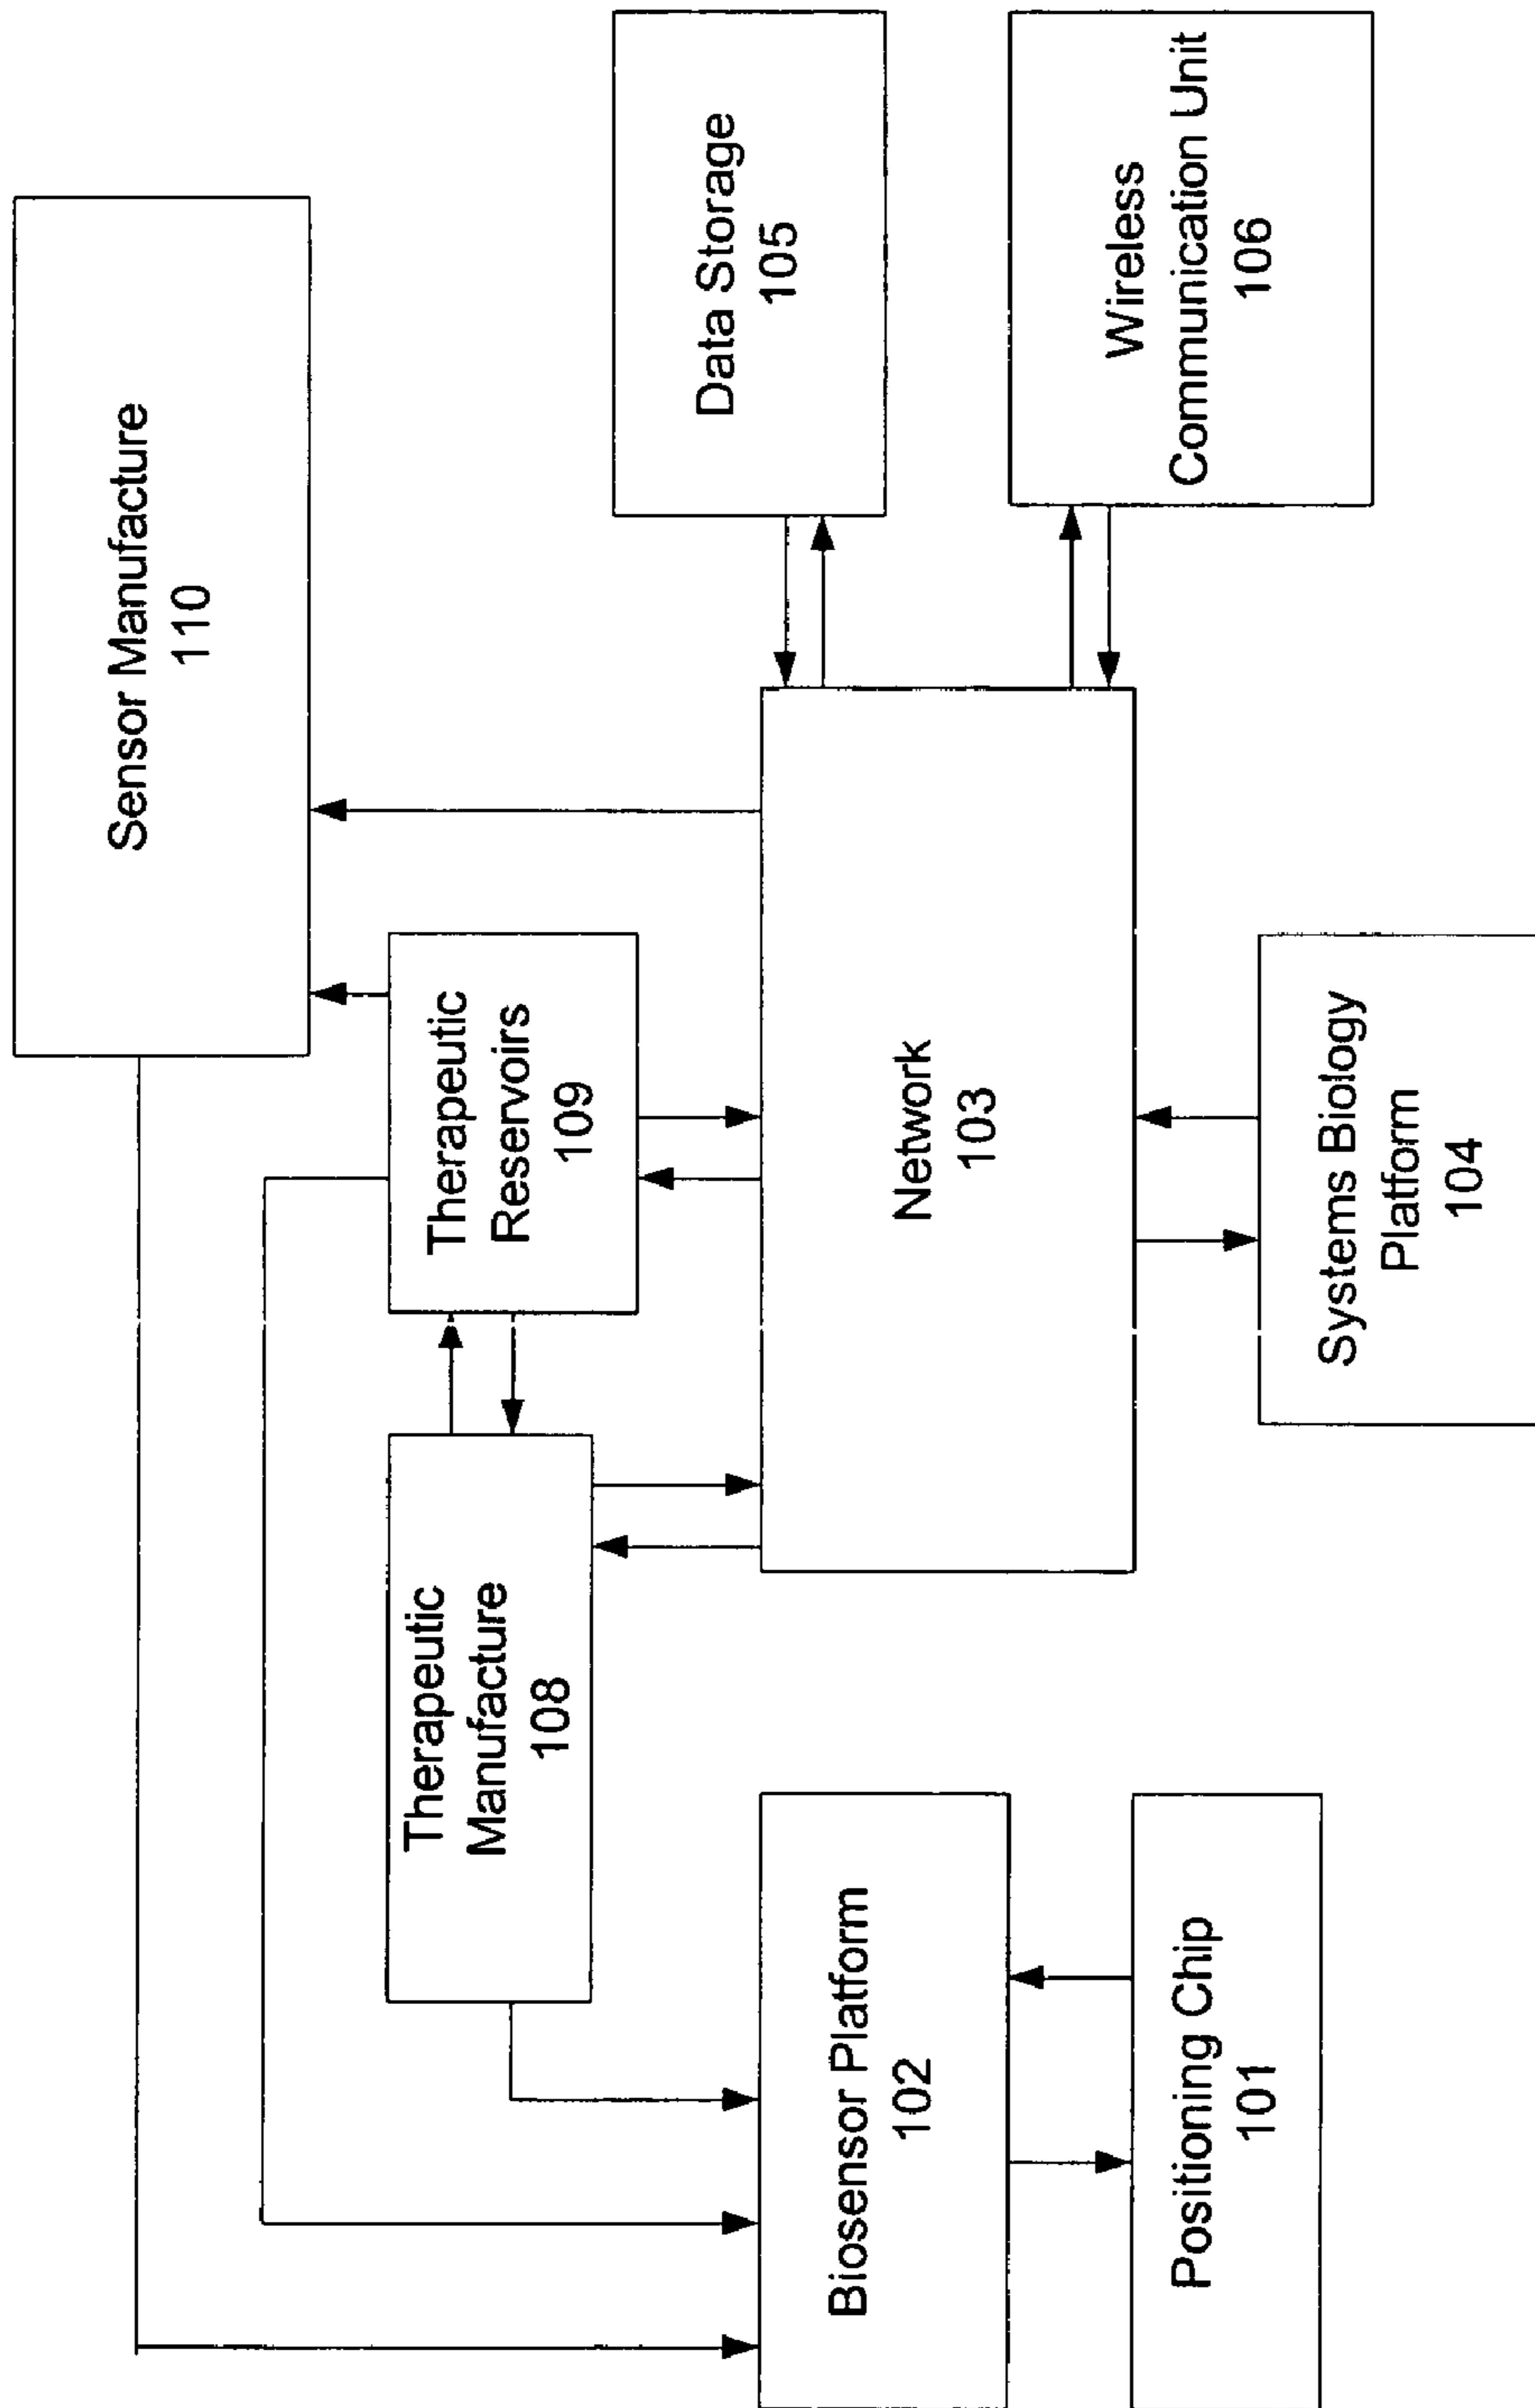 Sensor Manufacture
110
Therapeutic
Manufacture
108
Therapeutic
Reservoirs
109
Data Storage
105
Biosensor Platform
102
Network
103
Wireless
Communication Unit
106
Positioning Chip
101
Systems Biology
Platform
104